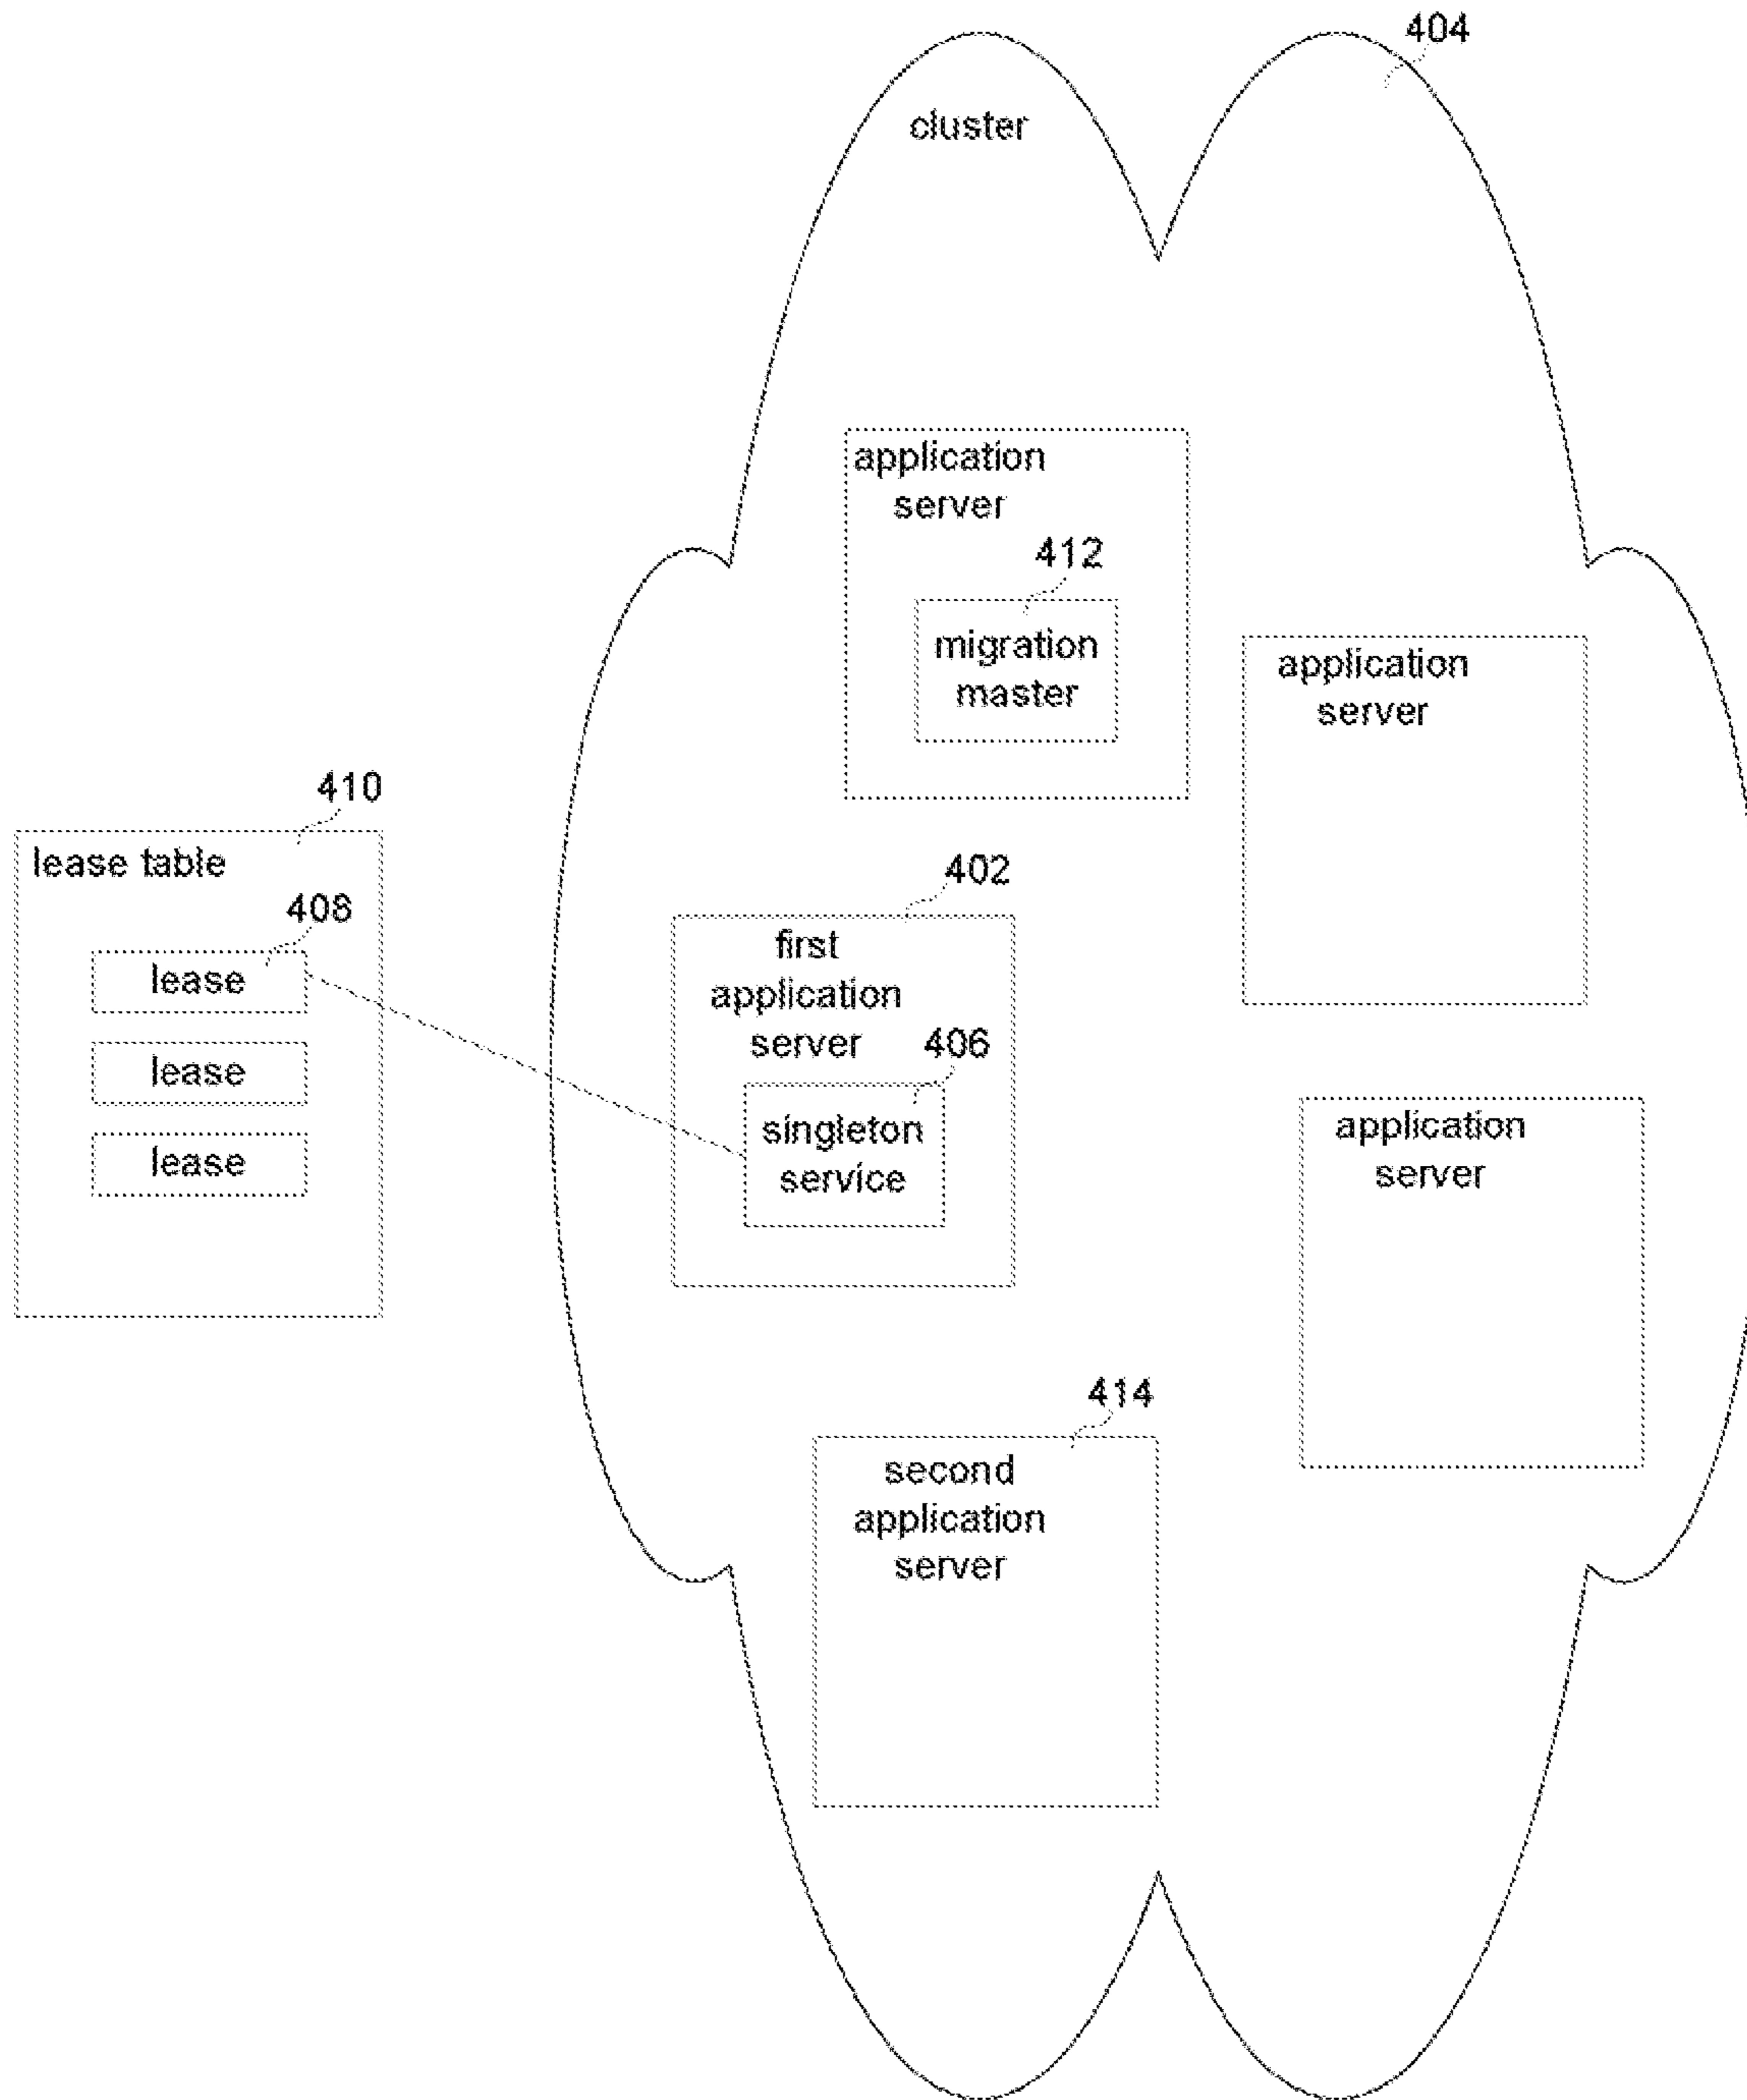 404
cluster
application
server
412
migration
master
application
server
410
lease table
408
lease
lease
lease
402
first
application
server
406
singleton
service
application
server
414
second
application
server